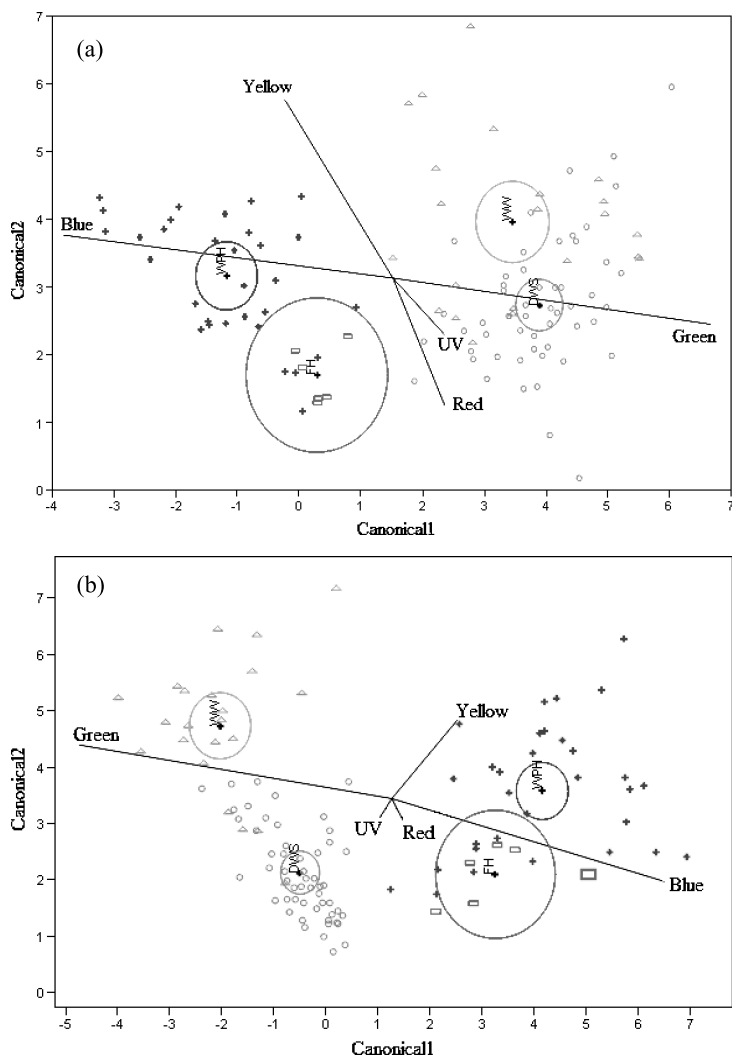 (a)
7
6
5
4
3
2
1
0
Canonical2
Yellow
Blue
WW
WPH
DWS
FH
UV
Green
Red
-4 -3 -2 -1 0 1 2 3 4 5 6 7
Canonical1
(b)
7
6
5
4
3
2
1
0
Canonical2
WW
Green
Yellow
WPH
UV
Red
DWS
FH
Blue
-5 -4 -3 -2 -1 0 1 2 3 4 5 6 7
Canonical1